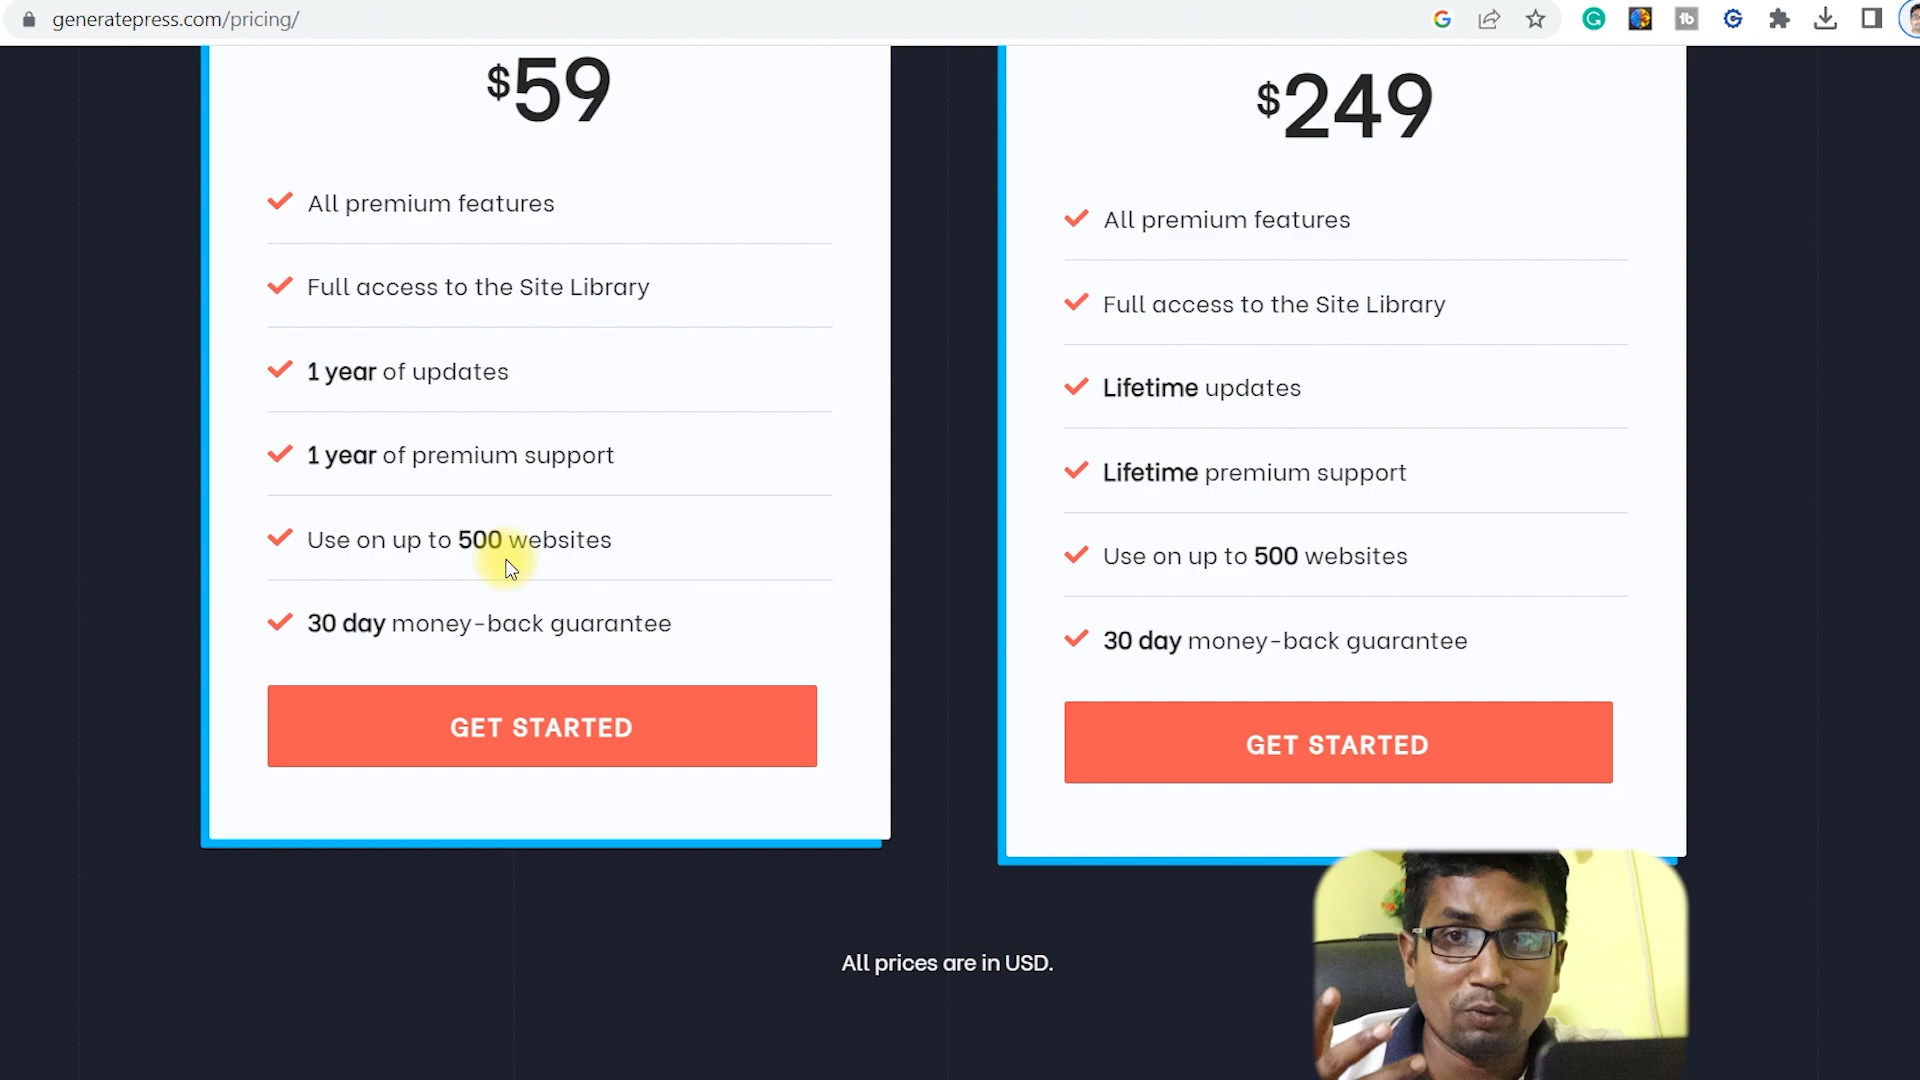 generatepress.com/pricing/
$59
All premium features
Full access to the Site Library
1 year of updates
1 year of premium support
Use on up to 500 websites
30 day money-back guarantee
GET STARTED
$249
All premium features
Full access to the Site Library
Lifetime updates
Lifetime premium support
Use on up to 500 websites
30 day money-back guarantee
GET STARTED
All prices are in USD.